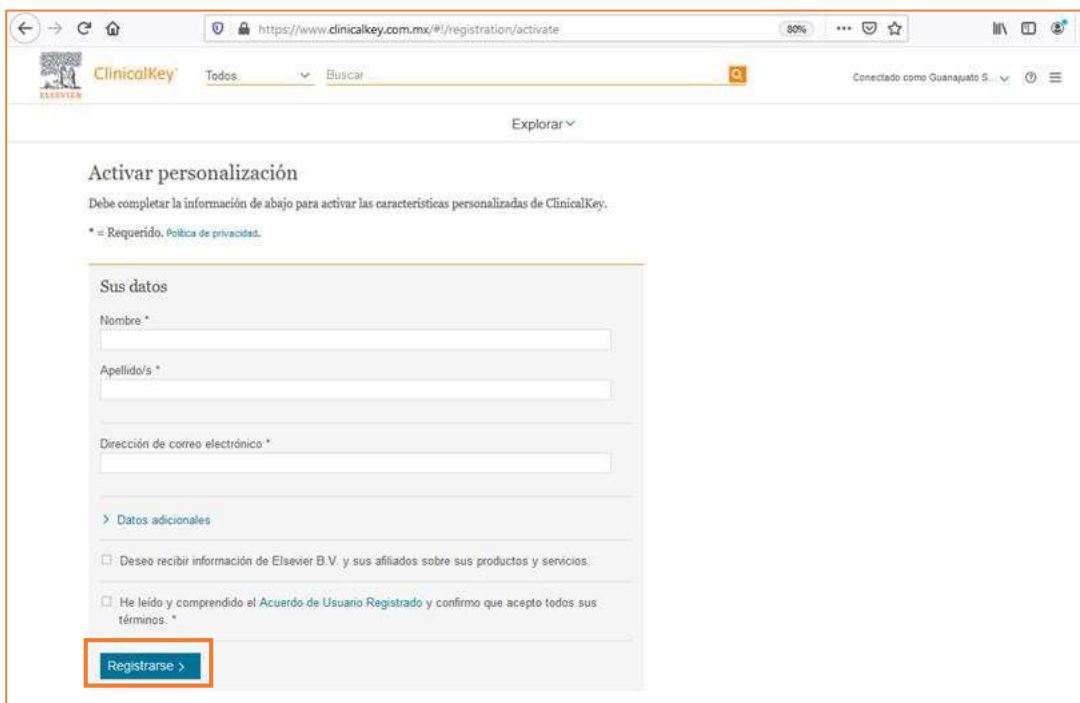 https://www.clinicalkey.com.mx/#!/registration/activate
80%
ELSEVIER
ClinicalKey®
Todos
Buscar ...
Conectado como Guanajuato S...
Explorar
Activar personalización
Debe completar la información de abajo para activar las características personalizadas de ClinicalKey.
* = Requerido. Política de privacidad.
Sus datos
Nombre *
Apellido/s *
Dirección de correo electrónico *
Datos adicionales
Deseo recibir información de Elsevier B.V. y sus afiliados sobre sus productos y servicios.
He leído y comprendido el Acuerdo de Usuario Registrado y confirmo que acepto todos sus
términos. *
Registrarse >